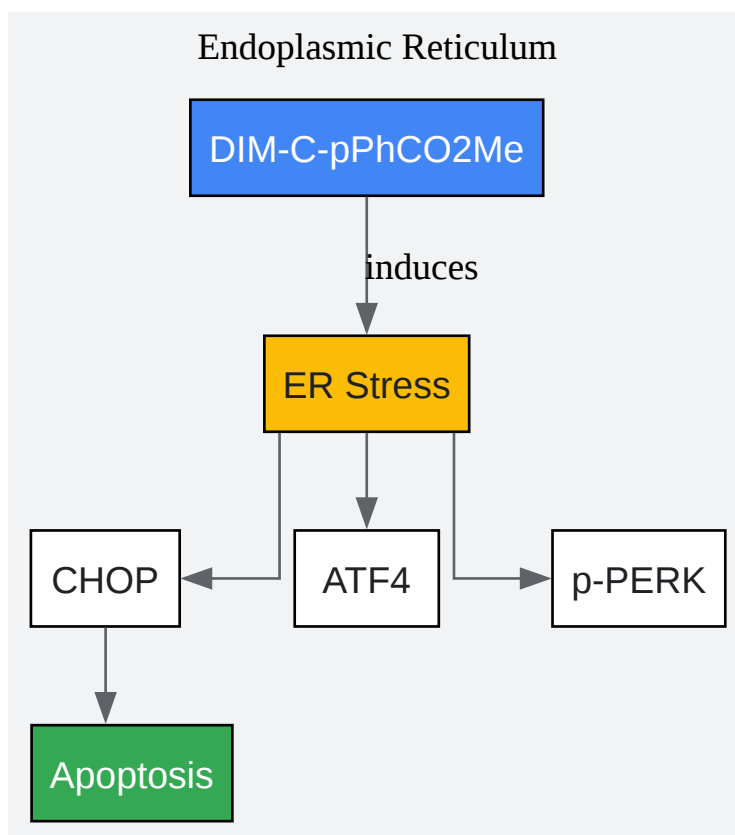 Endoplasmic Reticulum
DIM-C-pPhCO2Me
induces
ER Stress
CHOP
ATF4
p-PERK
Apoptosis